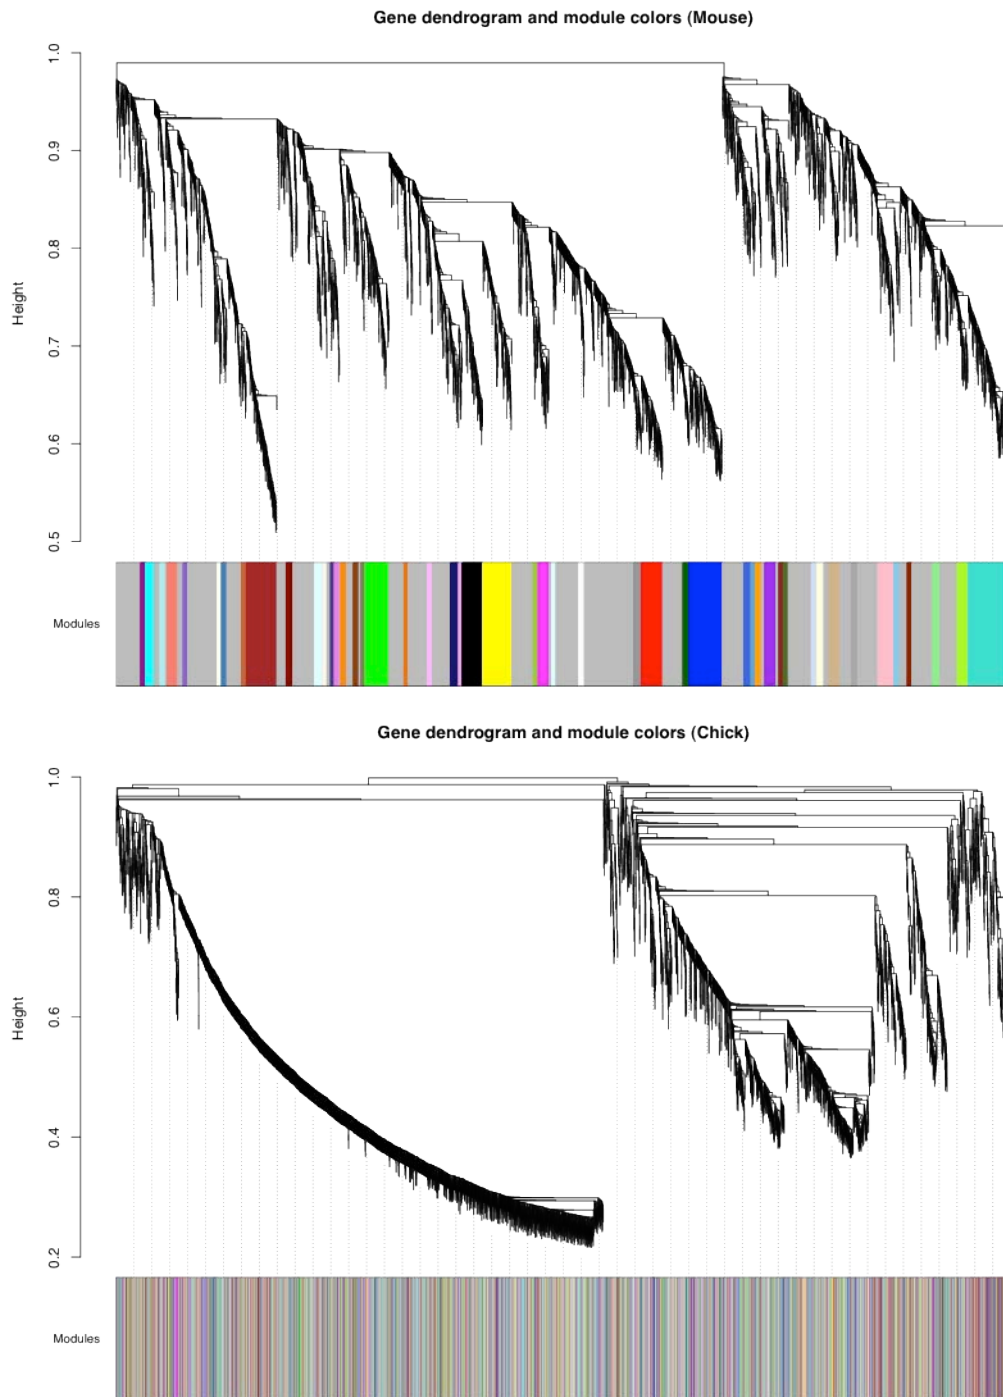 Gene dendrogram and module colors (Mouse)
1.0
0.9
0.8
0.7
0.6
0.5
Height
Modules
Gene dendrogram and module colors (Chick)
1.0
0.8
0.6
0.4
0.2
Height
Modules